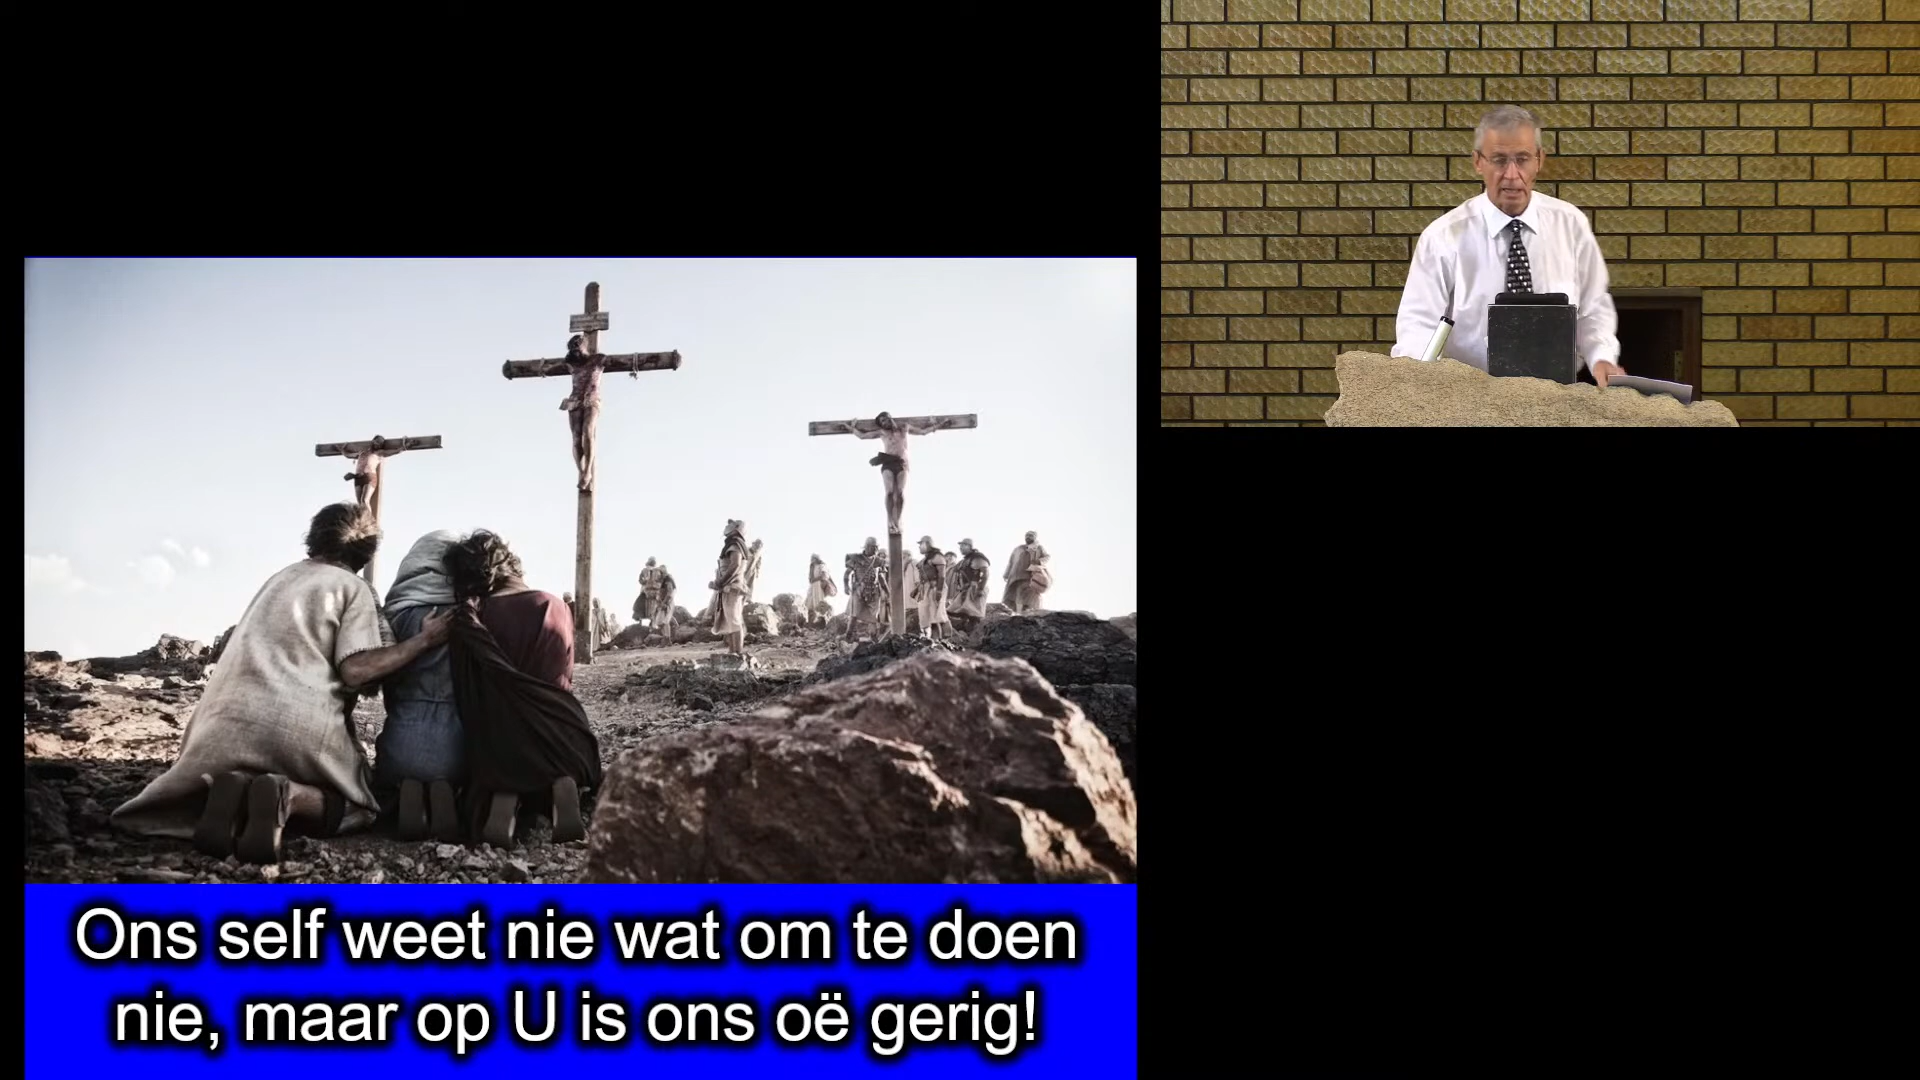 Ons self weet nie wat om te doen
nie, maar op U is ons oë gerig!